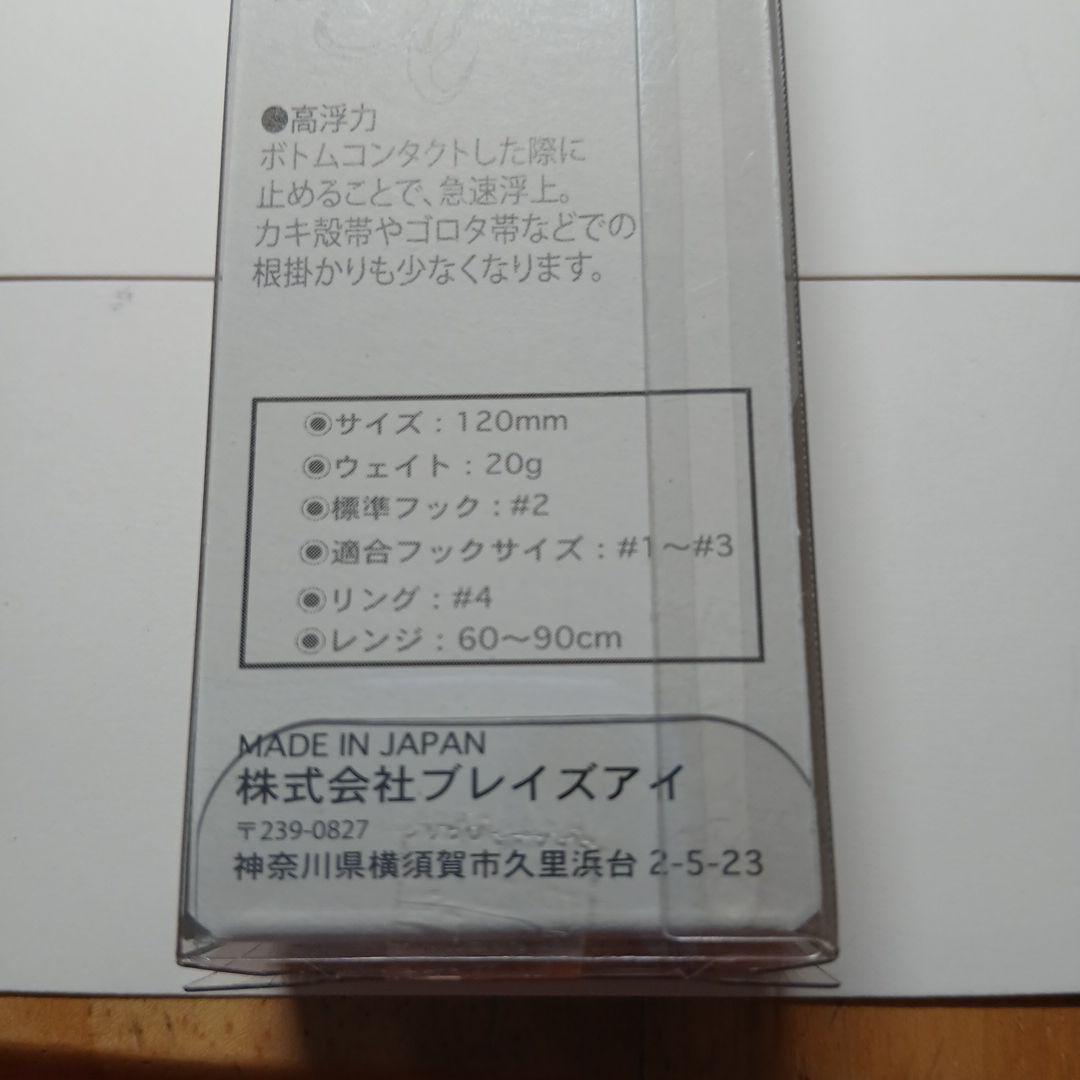 ●高浮力
ボトムコンタクトした際に
止めることで、急速浮上。
カキ殻帯やゴロタ帯などでの
根掛かりも少なくなります。
◉サイズ：120mm
◉ウェイト：20g
◉標準フック：#2
◉適合フックサイズ：#1〜#3
◉リング：#4
◉レンジ：60〜90cm
MADE IN JAPAN
株式会社ブレイズアイ
〒239-0827
神奈川県横須賀市久里浜台 2-5-23